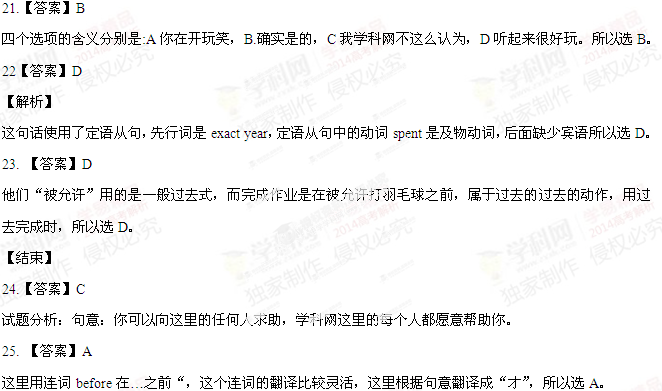 21.【答案】B
四个选项的含义分别是:A 你在开玩笑，B.确实是的，C 我学科网不这么认为，D 听起来很好玩。所以选 B。
22【答案】D
【解析】
这句话使用了定语从句，先行词是 exact year，定语从句中的动词 spent 是及物动词，后面缺少宾语所以选 D。
23. 【答案】D
他们“被允许”用的是一般过去式，而完成作业是在被允许打羽毛球之前，属于过去的过去的动作，用过
去完成时，所以选 D。
【结束】
24.【答案】C
试题分析：句意：你可以向这里的任何人求助，学科网这里的每个人都愿意帮助你。
25. 【答案】A
这里用连词 before 在…之前“，这个连词的翻译比较灵活，这里根据句意翻译成“才”，所以选 A。